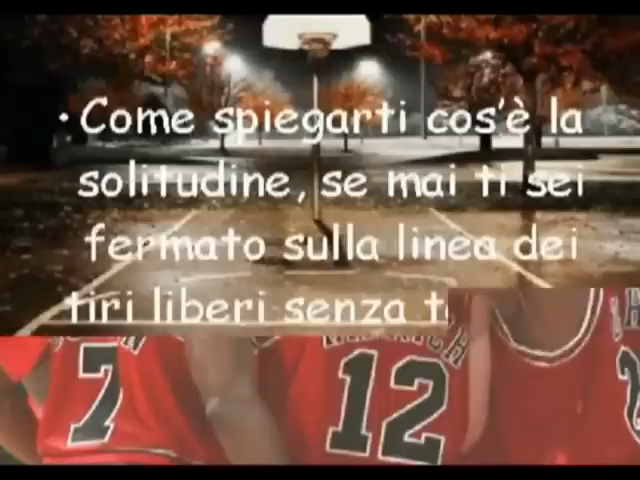 • Come spiegarti cos'è la
solitudine, se mai ti sei
fermato sulla linea dei
tiri liberi senza t
7
12